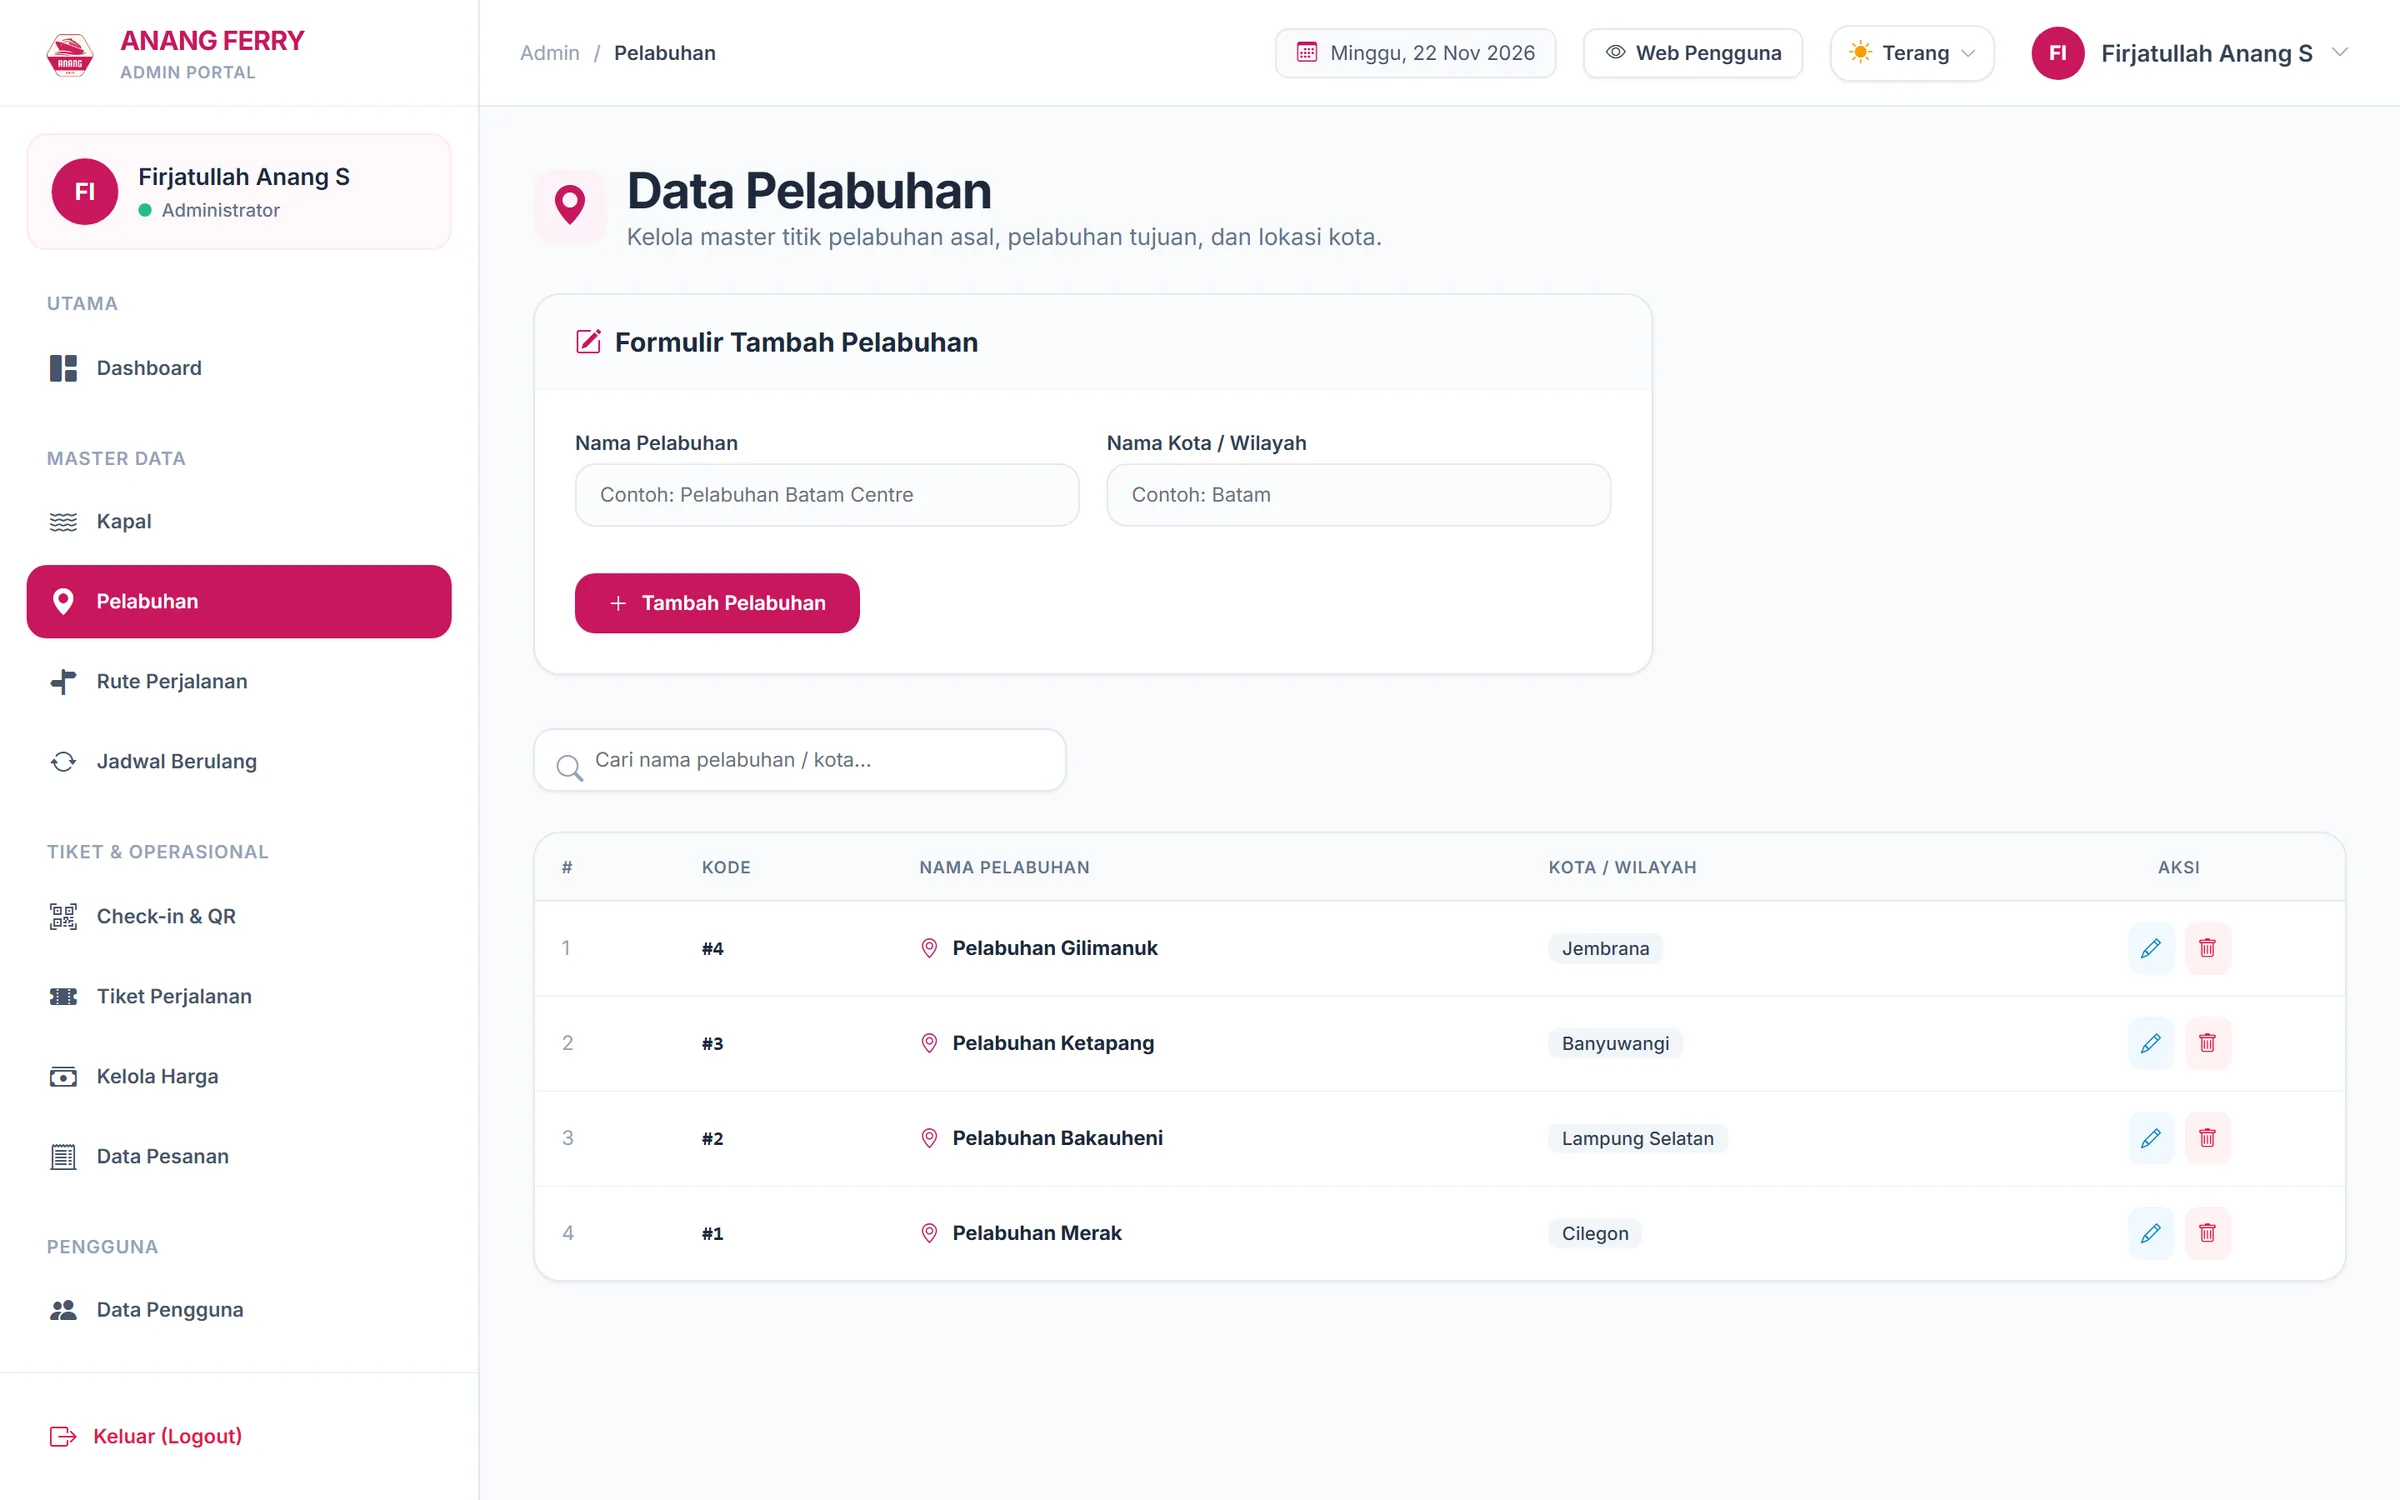 ANANG FERRY
ADMIN PORTAL
ANANG
Admin / Pelabuhan
Minggu, 22 Nov 2026
Web Pengguna
Terang
FI
Firjatullah Anang S
FI
Firjatullah Anang S
Administrator
UTAMA
Dashboard
MASTER DATA
Kapal
Pelabuhan
Rute Perjalanan
Jadwal Berulang
TIKET & OPERASIONAL
Check-in & QR
Tiket Perjalanan
Kelola Harga
Data Pesanan
PENGGUNA
Data Pengguna
Keluar (Logout)
Data Pelabuhan
Kelola master titik pelabuhan asal, pelabuhan tujuan, dan lokasi kota.
Formulir Tambah Pelabuhan
Nama Pelabuhan
Contoh: Pelabuhan Batam Centre
Nama Kota / Wilayah
Contoh: Batam
+ Tambah Pelabuhan
Cari nama pelabuhan / kota...
# KODE NAMA PELABUHAN KOTA / WILAYAH AKSI
1 #4 Pelabuhan Gilimanuk Jembrana
2 #3 Pelabuhan Ketapang Banyuwangi
3 #2 Pelabuhan Bakauheni Lampung Selatan
4 #1 Pelabuhan Merak Cilegon